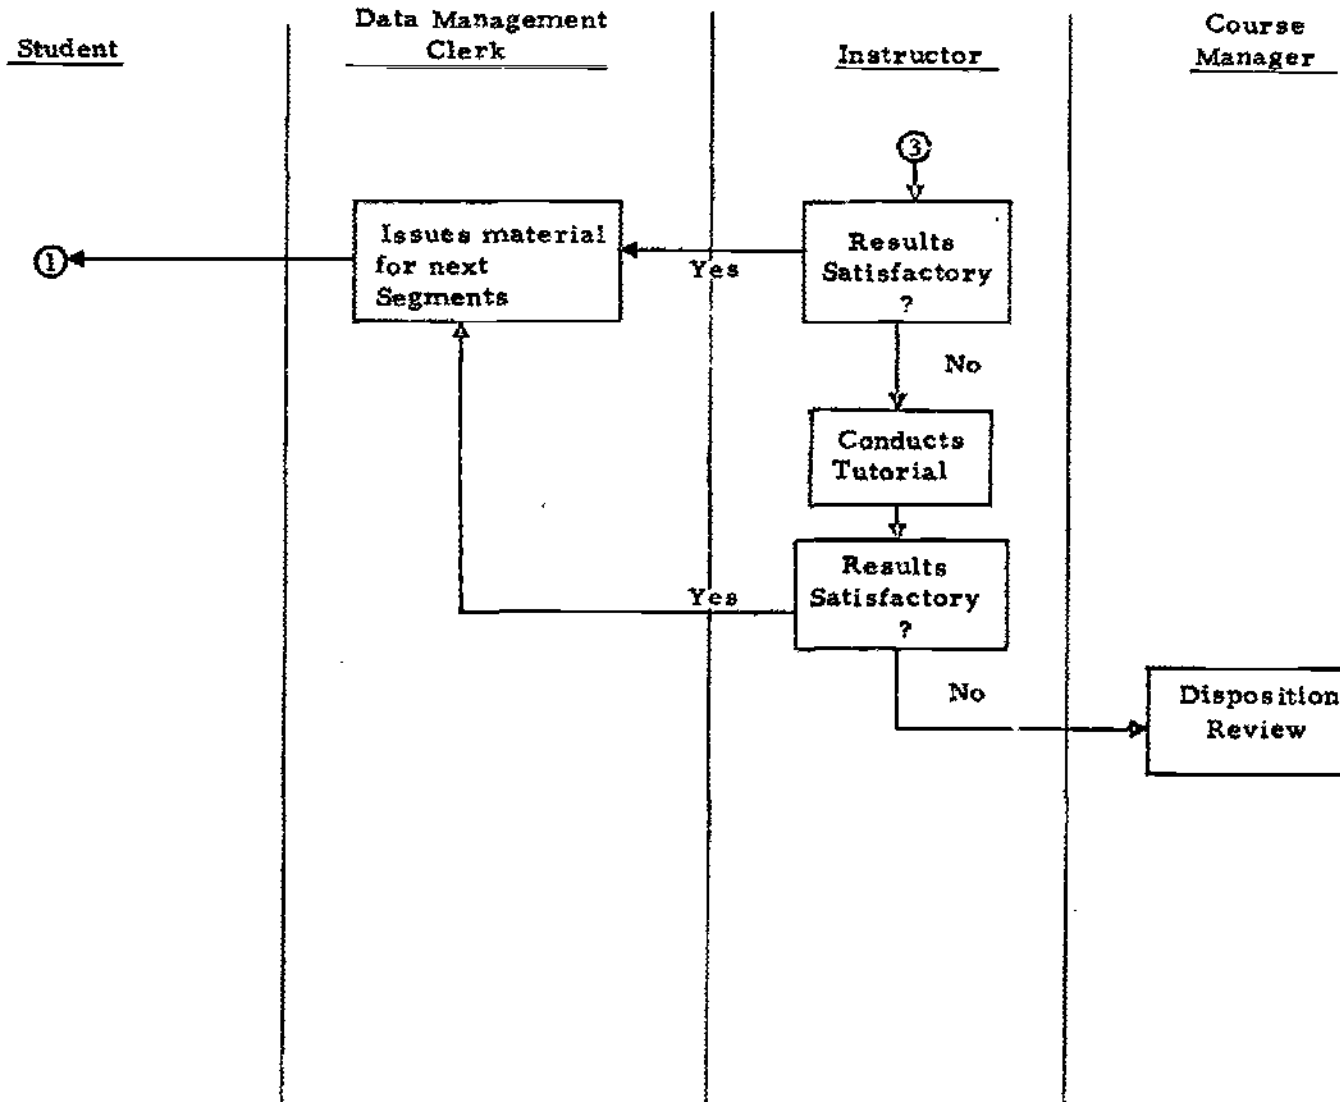 Student
Data Management
Clerk
Instructor
Course
Manager
3
Issues material
for next
Segments
Results
Satisfactory
?
1
Yes
No
Conducts
Tutorial
Results
Satisfactory
?
Yes
No
Disposition
Review